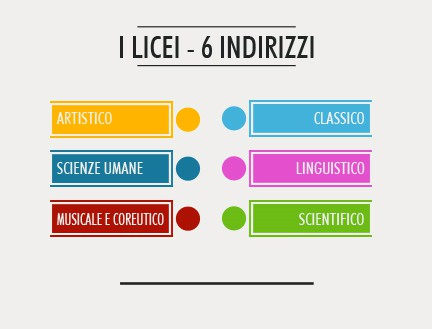 I LICEI - 6 INDIRIZZI
ARTISTICO
CLASSICO
SCIENZE UMANE
LINGUISTICO
MUSICALE E COREUTICO
SCIENTIFICO